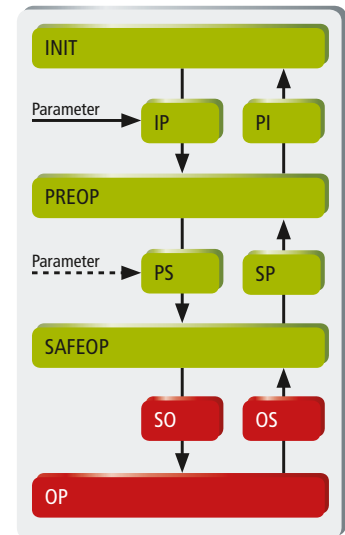 INIT
Parameter
IP
PI
PREOP
Parameter
PS
SP
SAFEOP
SO
OS
OP